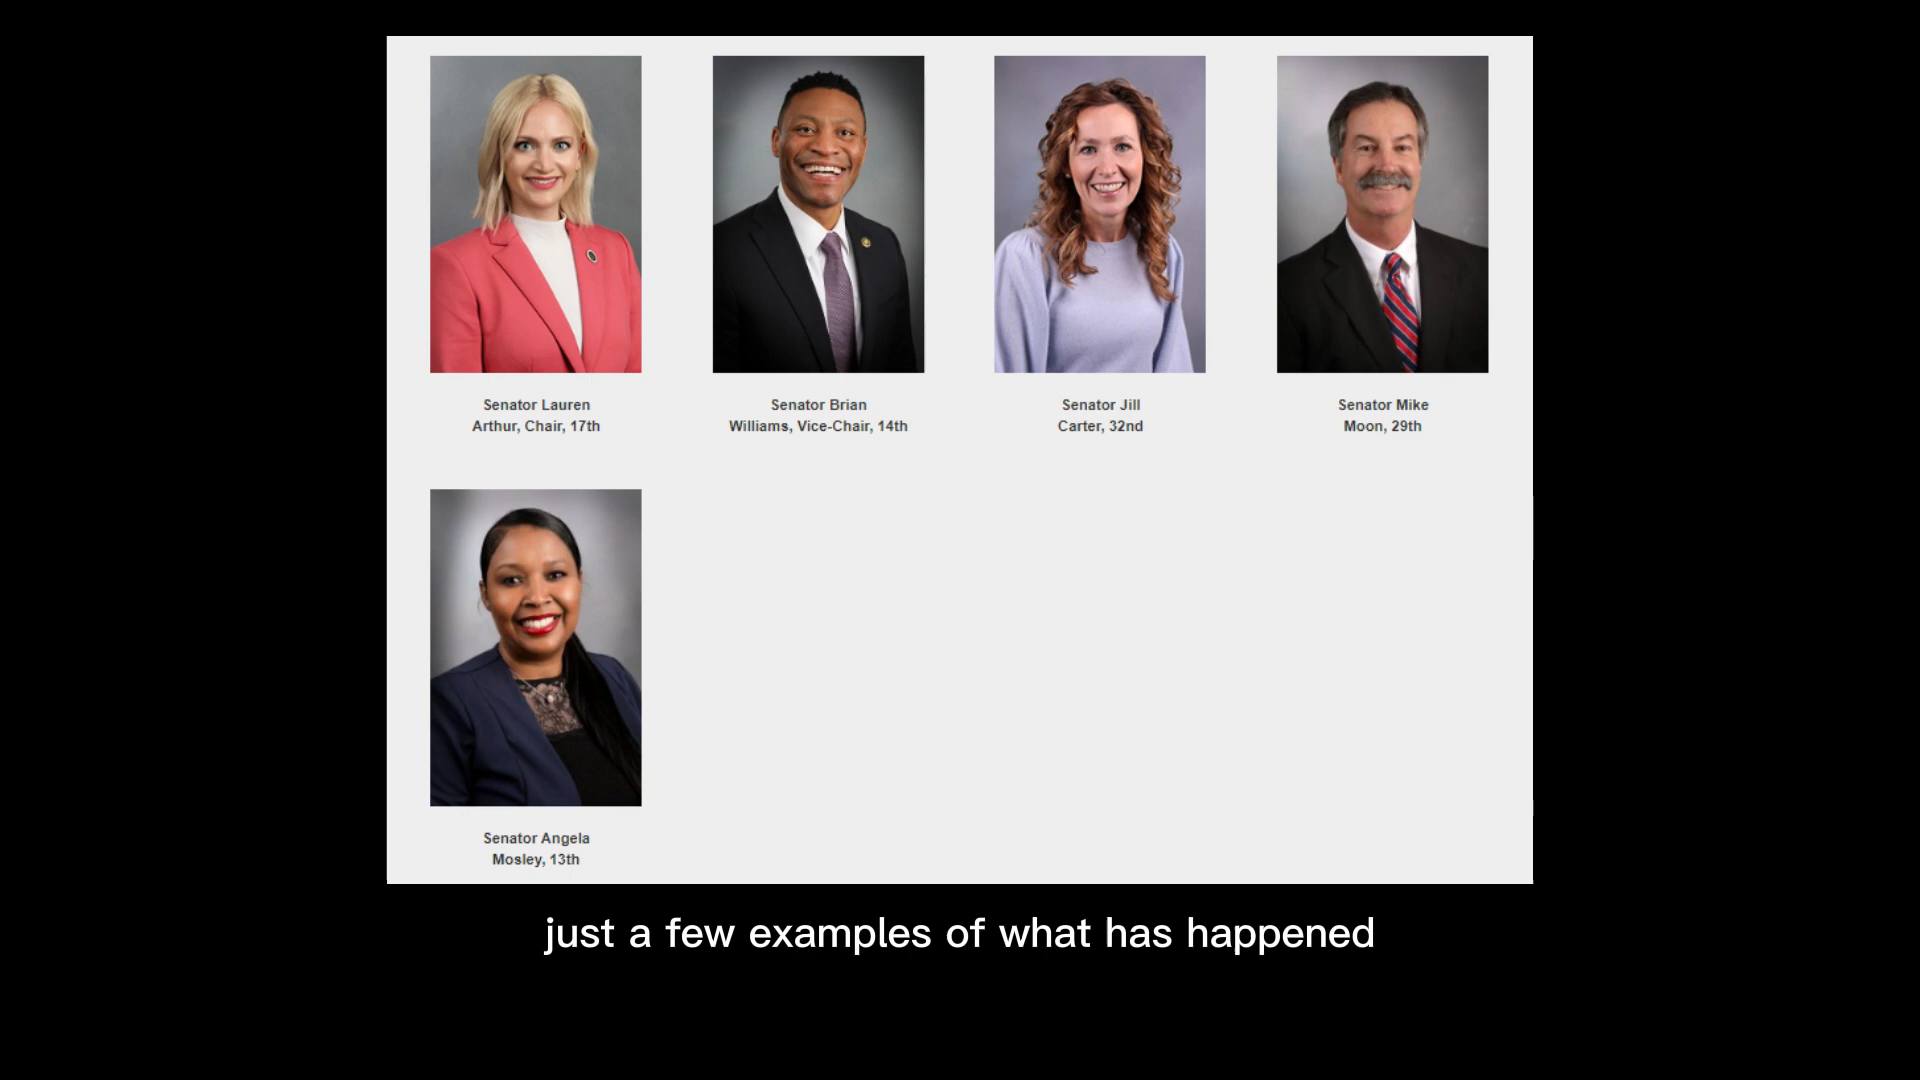 Senator Lauren
Arthur, Chair, 17th
Senator Brian
Williams, Vice-Chair, 14th
Senator Jill
Carter, 32nd
Senator Mike
Moon, 29th
Senator Angela
Mosley, 13th
just a few examples of what has happened